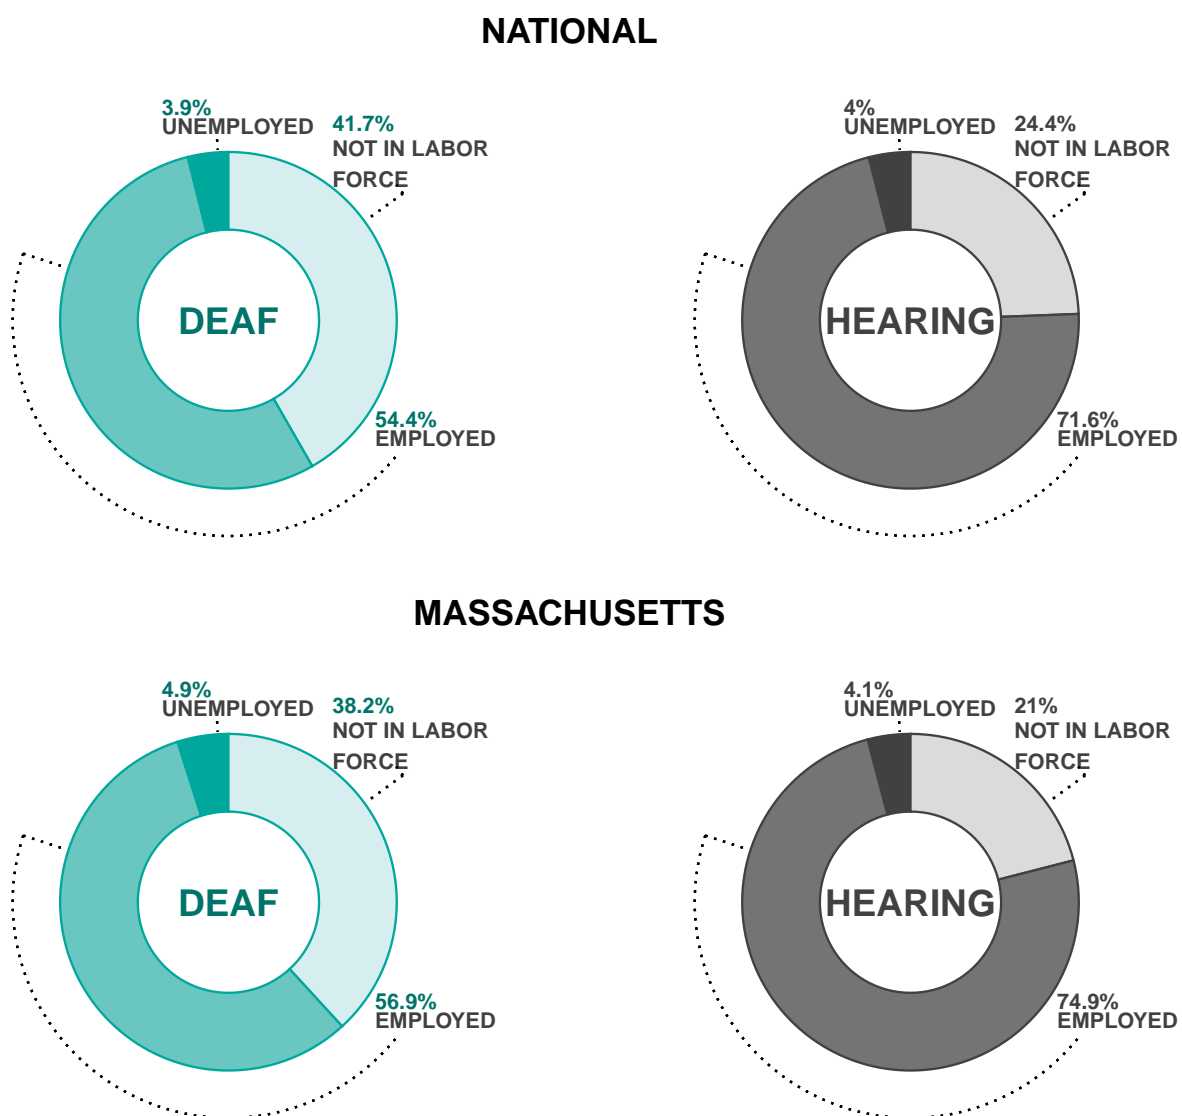 NATIONAL
3.9%
UNEMPLOYED
41.7%
NOT IN LABOR
FORCE
DEAF
54.4%
EMPLOYED
4%
UNEMPLOYED
24.4%
NOT IN LABOR
FORCE
HEARING
71.6%
EMPLOYED
MASSACHUSETTS
4.9%
UNEMPLOYED
38.2%
NOT IN LABOR
FORCE
DEAF
56.9%
EMPLOYED
4.1%
UNEMPLOYED
21%
NOT IN LABOR
FORCE
HEARING
74.9%
EMPLOYED